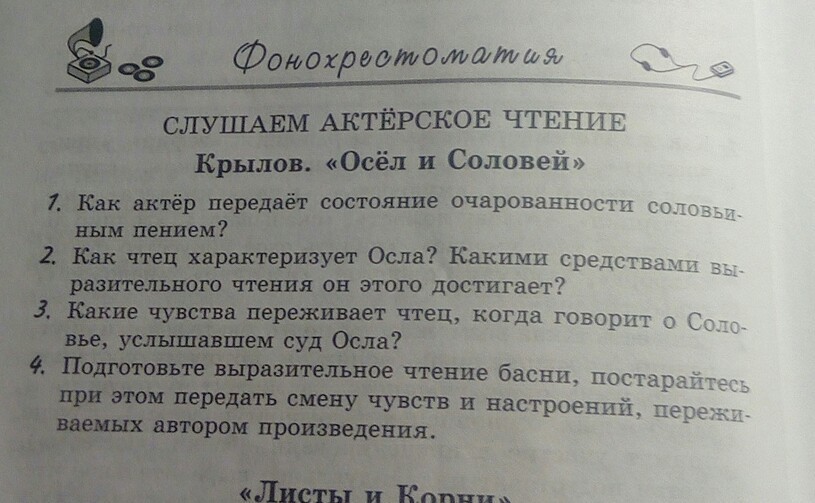 Фонохрестоматия
СЛУШАЕМ АКТЁРСКОЕ ЧТЕНИЕ
Крылов. «Осёл и Соловей»
1. Как актёр передаёт состояние очарованности соловьи-
ным пением?
2. Как чтец характеризует Осла? Какими средствами вы-
разительного чтения он этого достигает?
3. Какие чувства переживает чтец, когда говорит о Соло-
вье, услышавшем суд Осла?
4. Подготовьте выразительное чтение басни, постарайтесь
при этом передать смену чувств и настроений, пережи-
ваемых автором произведения.
«Листы и Корни»